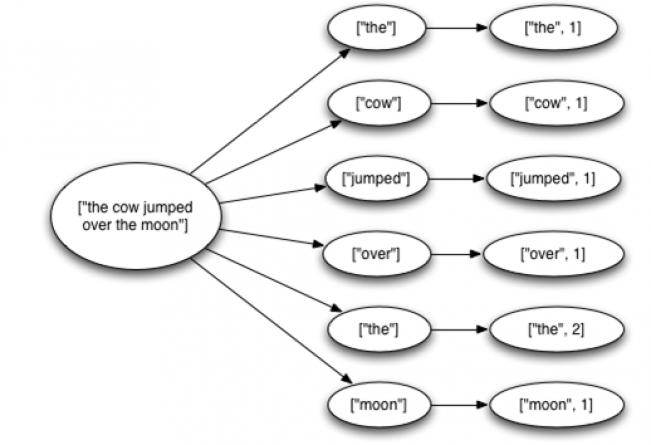 ["the"]
["the", 1]
["cow"]
["cow", 1]
["jumped"]
["jumped", 1]
["the cow jumped
over the moon"]
["over"]
["over", 1]
["the"]
["the", 2]
["moon"]
["moon", 1]